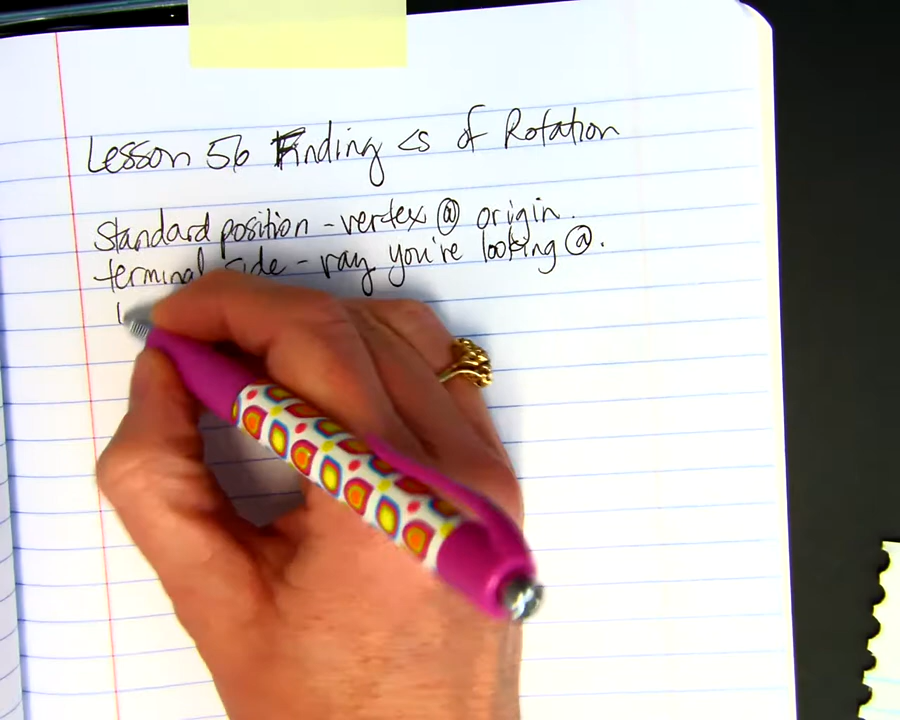 Lesson 56 Finding <s of Rotation
Standard position - vertex @ origin.
terminal side - ray you're looking @.